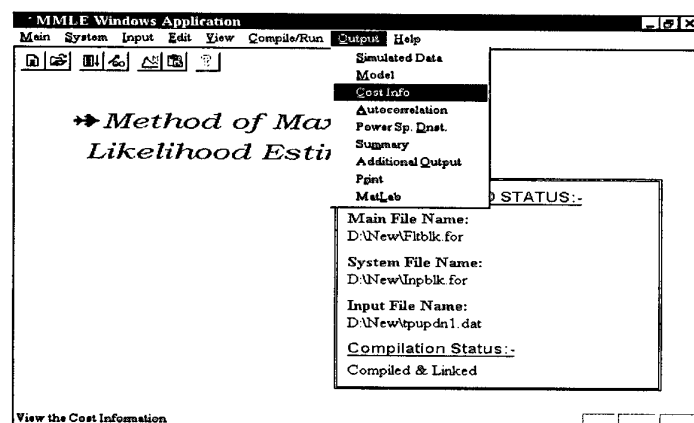 MMLE Windows Application
Main System Input Edit View Compile/Run Output Help
Simulated Data
Model
Cost Info
Autocorrelation
Power Sp. Dnst.
Summary
Additional Output
Print
MatLab
Method of Max
Likelihood Estir
STATUS:-
Main File Name:
D:\New\Fltblk.for
System File Name:
D:\New\Inpblk.for
Input File Name:
D:\New\tpupdn1.dat
Compilation Status:-
Compiled & Linked
View the Cost Information